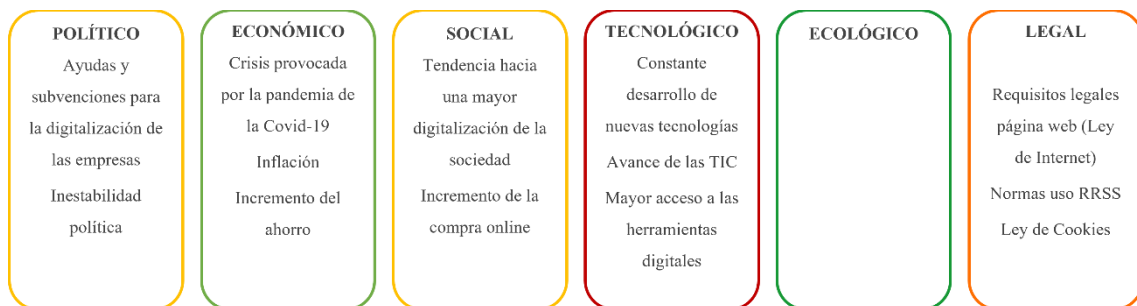 POLÍTICO
Ayudas y
subvenciones para
la digitalización de
las empresas
Inestabilidad
política
ECONÓMICO
Crisis provocada
por la pandemia de
la Covid-19
Inflación
Incremento del
ahorro
SOCIAL
Tendencia hacia
una mayor
digitalización de la
sociedad
Incremento de la
compra online
TECNOLÓGICO
Constante
desarrollo de
nuevas tecnologías
Avance de las TIC
Mayor acceso a las
herramientas
digitales
ECOLÓGICO
LEGAL
Requisitos legales
página web (Ley
de Internet)
Normas uso RRSS
Ley de Cookies